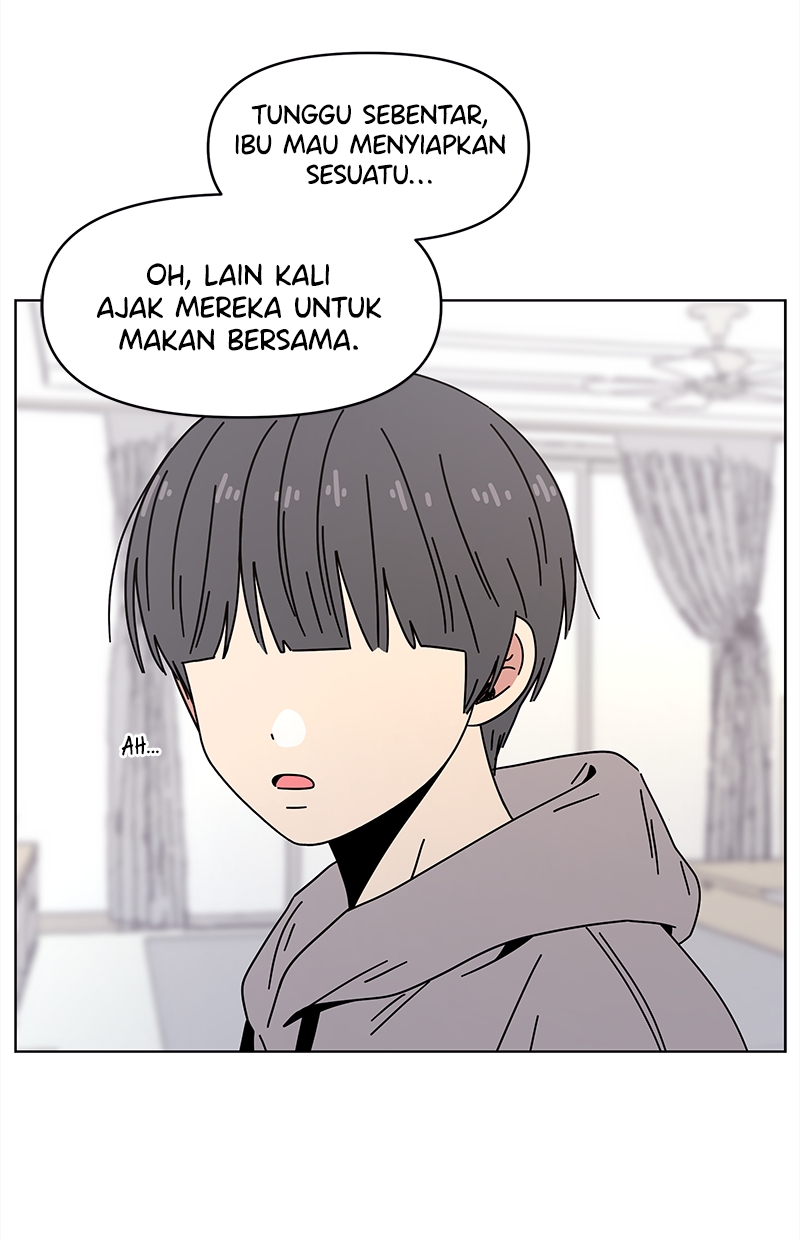 TUNGGU SEBENTAR,
IBU MAU MENYIAPKAN
SESUATU...
OH, LAIN KALI
AJAK MEREKA UNTUK
MAKAN BERSAMA.
AH...